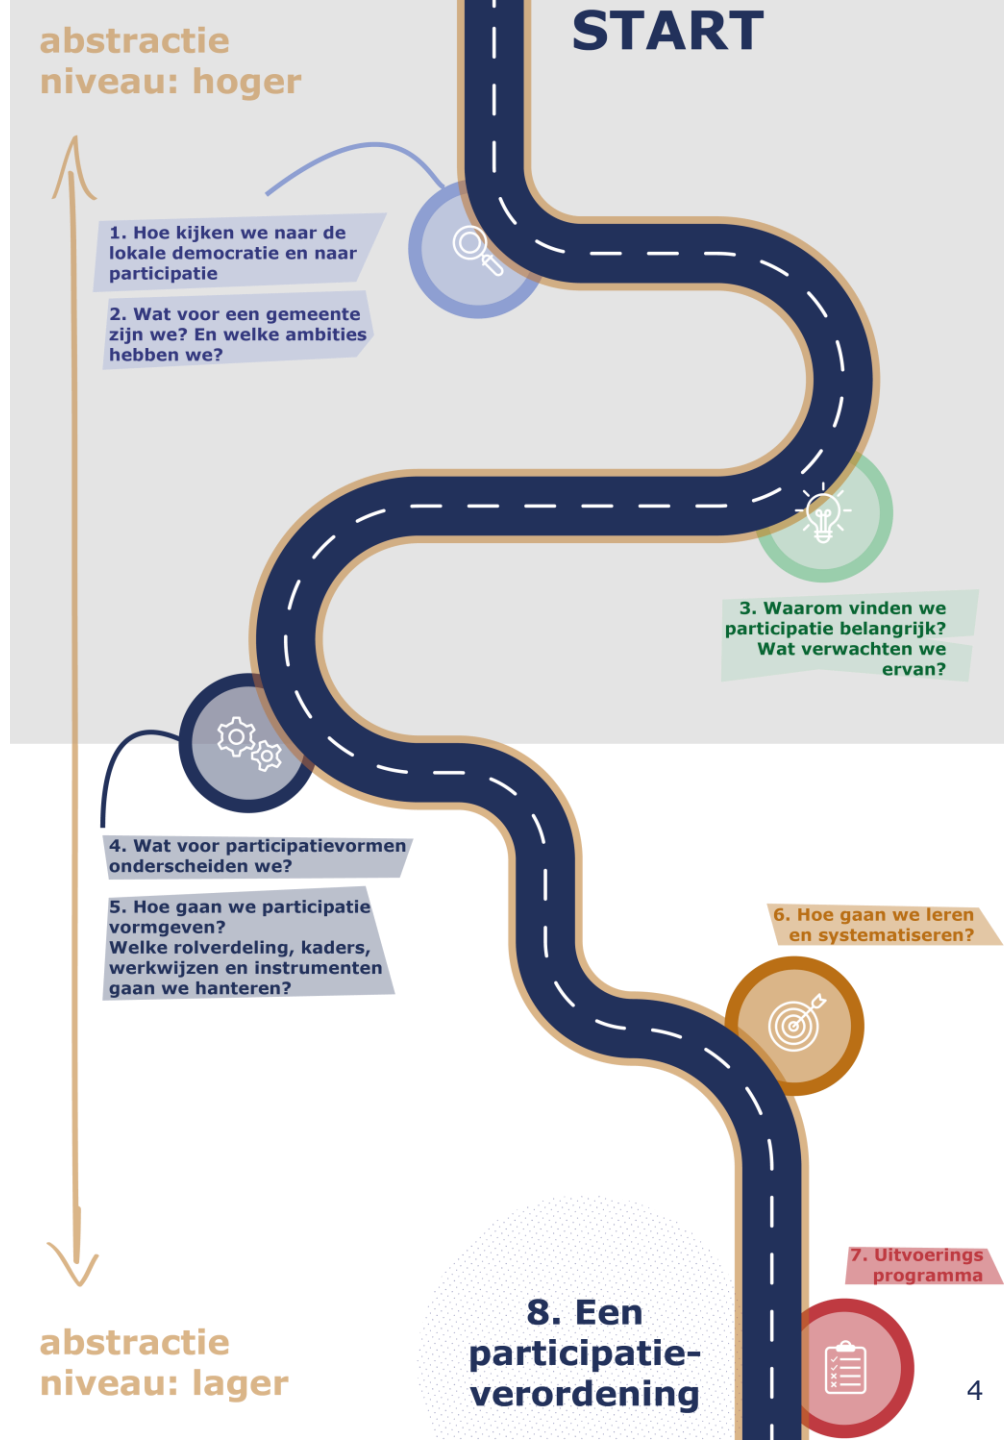 START
abstractie
niveau: hoger
1. Hoe kijken we naar de
lokale democratie en naar
participatie
2. Wat voor een gemeente
zijn we? En welke ambities
hebben we?
3. Waarom vinden we
participatie belangrijk?
Wat verwachten we
ervan?
4. Wat voor participatievormen
onderscheiden we?
5. Hoe gaan we participatie
vormgeven?
Welke rolverdeling, kaders,
werkwijzen en instrumenten
gaan we hanteren?
6. Hoe gaan we leren
en systematiseren?
7. Uitvoerings
programma
8. Een
participatie-
verordening
abstractie
niveau: lager
4